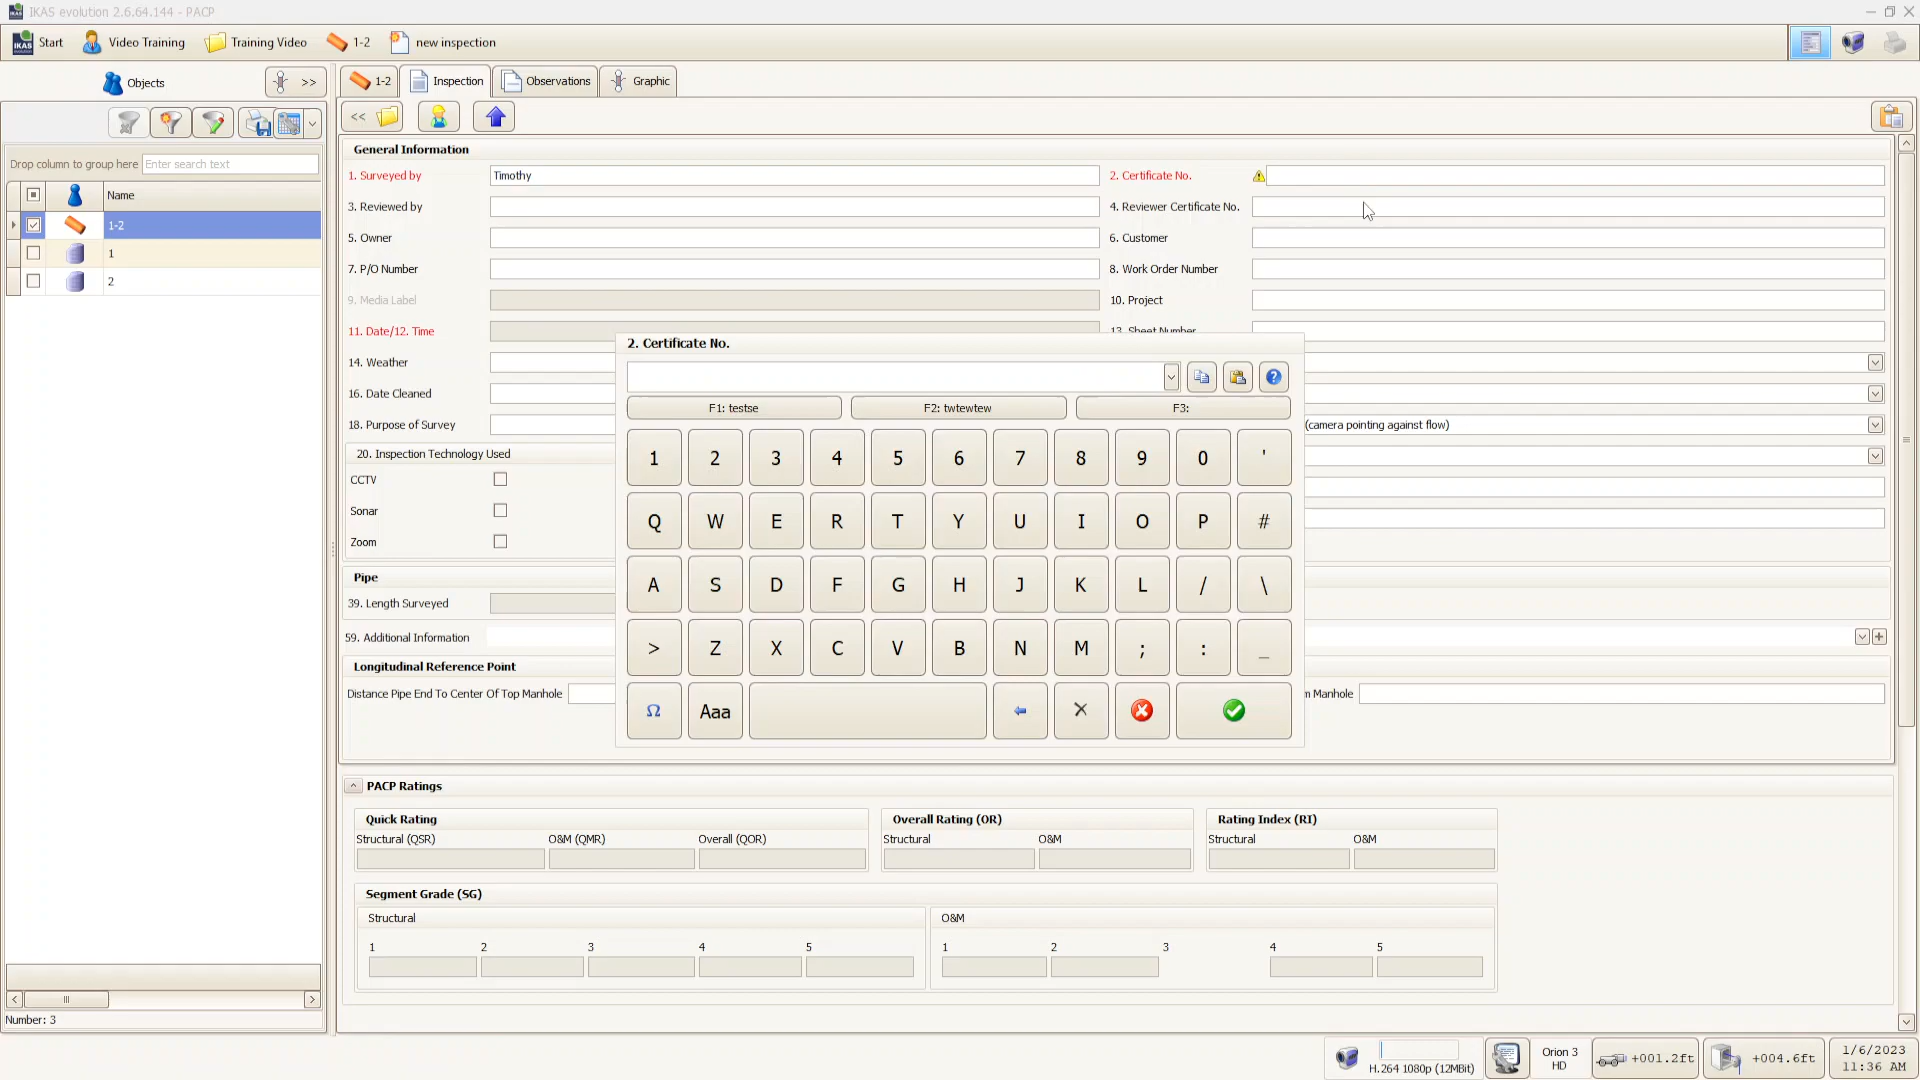 IKAS evolution 2.6.64.144 - PACP
Start Video Training Training Video 1-2 new inspection
Objects >>
1-2 Inspection Observations Graphic
<<
Drop column to group here Enter search text
Name
1-2
1
2
Number: 3
General Information
1. Surveyed by Timothy 2. Certificate No.
3. Reviewed by 4. Reviewer Certificate No.
5. Owner 6. Customer
7. P/O Number 8. Work Order Number
9. Media Label 10. Project
11. Date/12. Time 13. Sheet Number
14. Weather
16. Date Cleaned
18. Purpose of Survey (camera pointing against flow)
20. Inspection Technology Used
CCTV
Sonar
Zoom
Pipe
39. Length Surveyed
59. Additional Information
Longitudinal Reference Point
Distance Pipe End To Center Of Top Manhole Manhole
2. Certificate No.
F1: testse F2: twtewtew F3:
1 2 3 4 5 6 7 8 9 0 '
Q W E R T Y U I O P #
A S D F G H J K L / \
> Z X C V B N M ; : _
Ω Aaa
PACP Ratings
Quick Rating Overall Rating (OR) Rating Index (RI)
Structural (QSR) O&M (QMR) Overall (QOR) Structural O&M Structural O&M
Segment Grade (SG)
Structural O&M
1 2 3 4 5 1 2 3 4 5
H.264 1080p (12MBit)
Orion 3
HD
+001.2ft +004.6ft
1/6/2023
11:36 AM